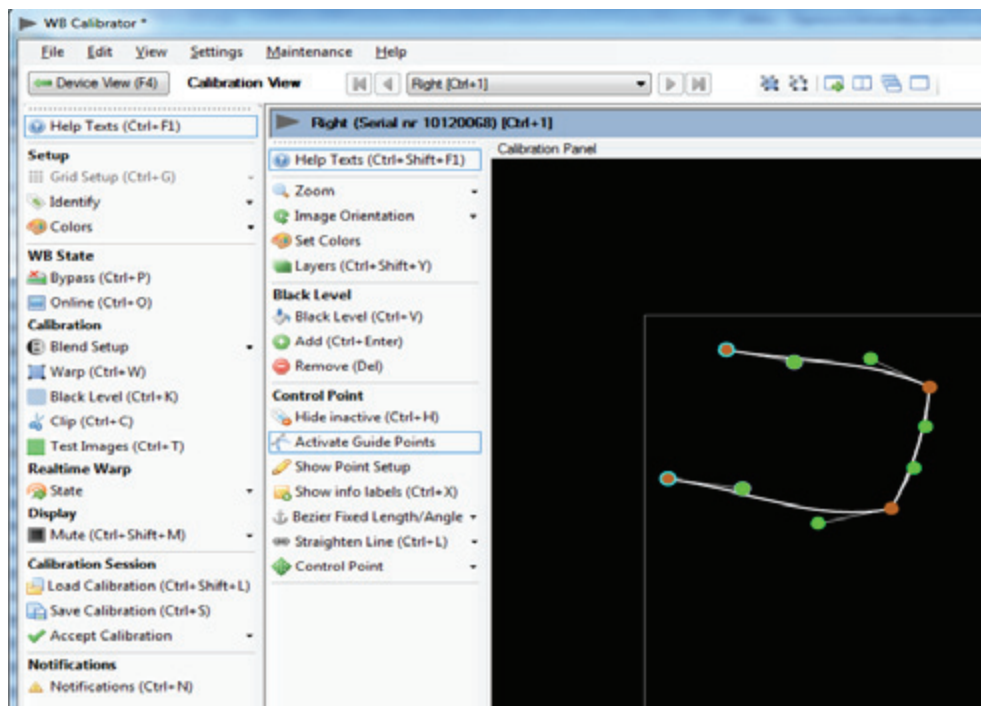 WB Calibrator *
File Edit View Settings Maintenance Help
Device View (F4) Calibration View Right [Ctrl+1]
Help Texts (Ctrl+F1)
Setup
Grid Setup (Ctrl+G)
Identify
Colors
WB State
Bypass (Ctrl+P)
Online (Ctrl+O)
Calibration
Blend Setup
Warp (Ctrl+W)
Black Level (Ctrl+K)
Clip (Ctrl+C)
Test Images (Ctrl+T)
Realtime Warp
State
Display
Mute (Ctrl+Shift+M)
Calibration Session
Load Calibration (Ctrl+Shift+L)
Save Calibration (Ctrl+S)
Accept Calibration
Notifications
Notifications (Ctrl+N)
Right (Serial nr 10120068) [Ctrl+1]
Help Texts (Ctrl+Shift+F1)
Zoom
Image Orientation
Set Colors
Layers (Ctrl+Shift+Y)
Black Level
Black Level (Ctrl+V)
Add (Ctrl+Enter)
Remove (Del)
Control Point
Hide inactive (Ctrl+H)
Activate Guide Points
Show Point Setup
Show info labels (Ctrl+X)
Bezier Fixed Length/Angle
Straighten Line (Ctrl+L)
Control Point
Calibration Panel